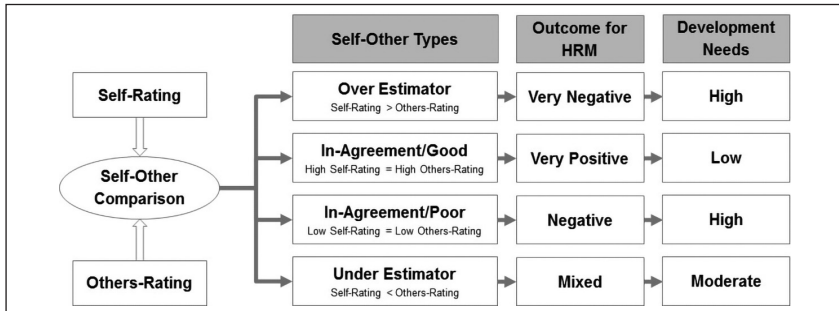 Self-Other Types
Outcome for
HRM
Development
Needs
Self-Rating
Self-Other
Comparison
Others-Rating
Over Estimator
Self-Rating > Others-Rating
Very Negative
High
In-Agreement/Good
High Self-Rating = High Others-Rating
Very Positive
Low
In-Agreement/Poor
Low Self-Rating = Low Others-Rating
Negative
High
Under Estimator
Self-Rating < Others-Rating
Mixed
Moderate